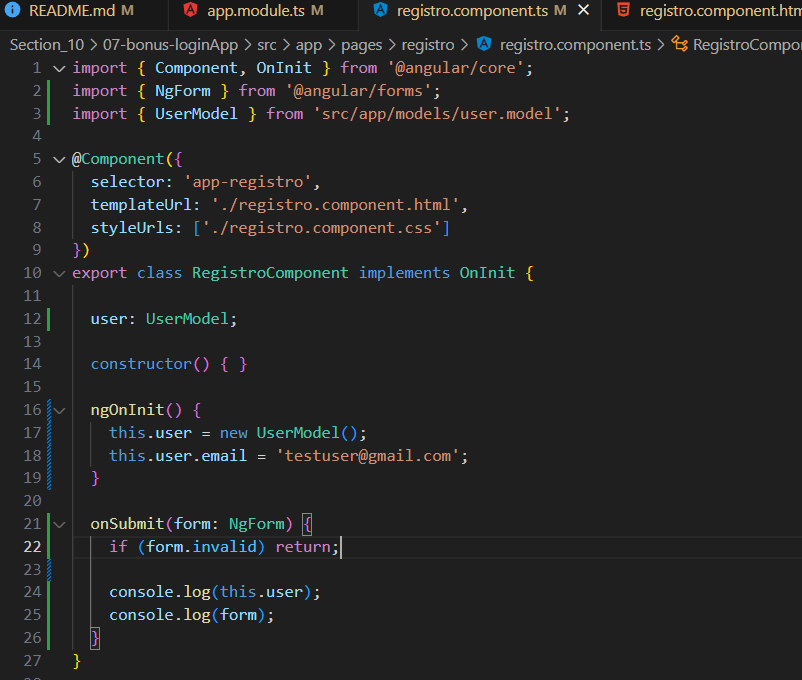 README.md M app.module.ts M registro.component.ts M registro.component.htm
Section_10 > 07-bonus-loginApp > src > app > pages > registro > registro.component.ts > RegistroCompo
1 import { Component, OnInit } from '@angular/core';
2 import { NgForm } from '@angular/forms';
3 import { UserModel } from 'src/app/models/user.model';
4
5 @Component({
6 selector: 'app-registro',
7 templateUrl: './registro.component.html',
8 styleUrls: ['./registro.component.css']
9 })
10 export class RegistroComponent implements OnInit {
11
12 user: UserModel;
13
14 constructor() { }
15
16 ngOnInit() {
17 this.user = new UserModel();
18 this.user.email = 'testuser@gmail.com';
19 }
20
21 onSubmit(form: NgForm) {
22 if (form.invalid) return;
23
24 console.log(this.user);
25 console.log(form);
26 }
27 }